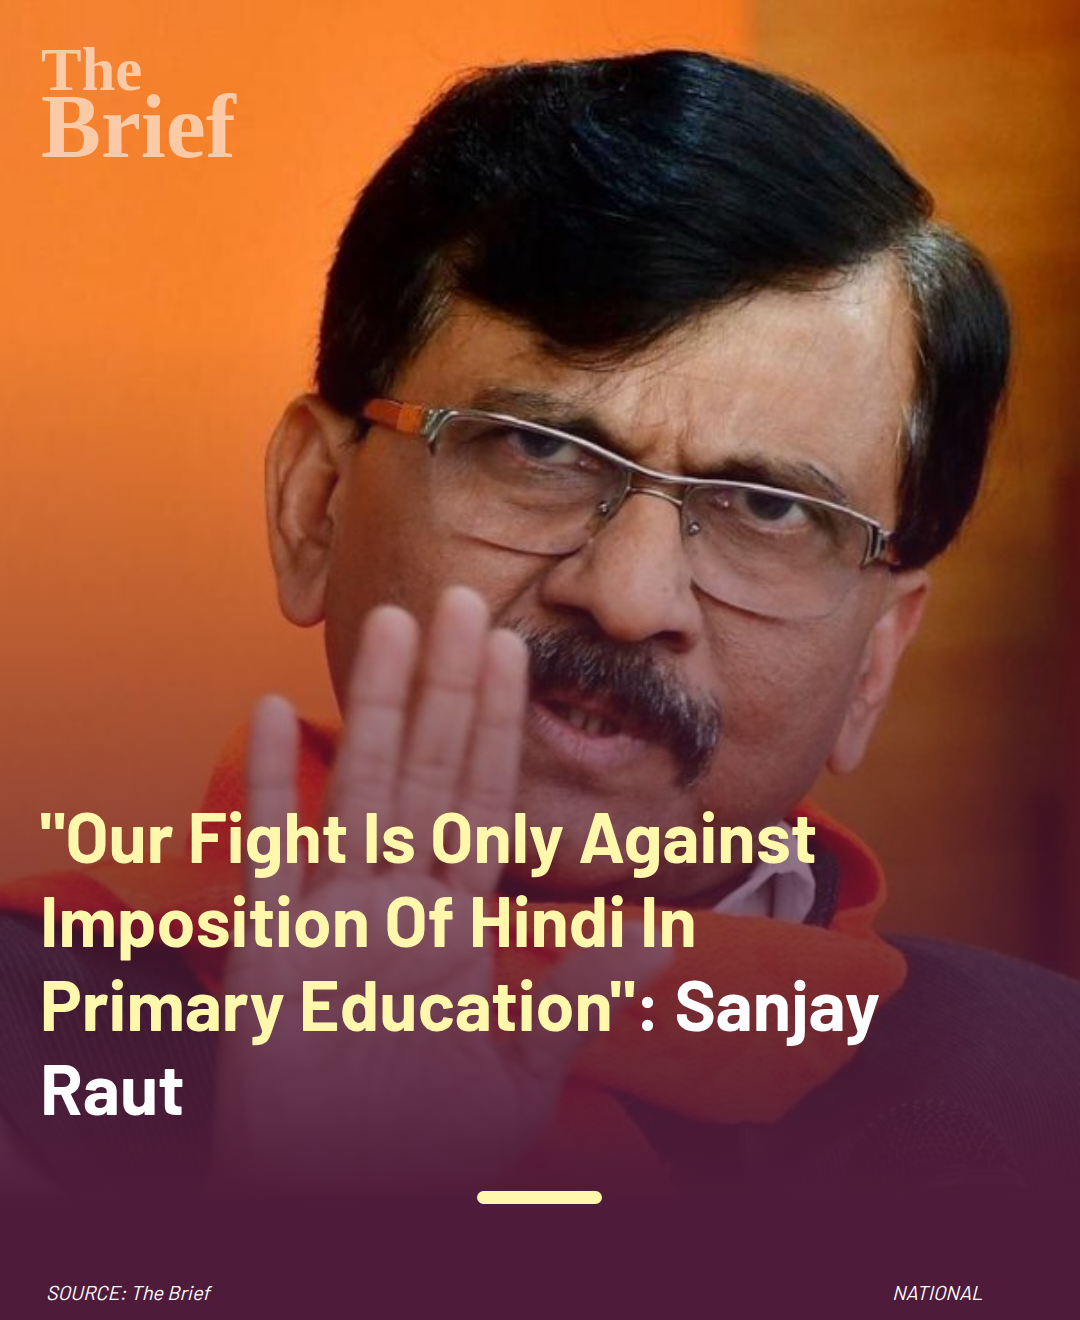 The
Brief
"Our Fight Is Only Against
Imposition Of Hindi In
Primary Education": Sanjay
Raut
SOURCE: The Brief
NATIONAL